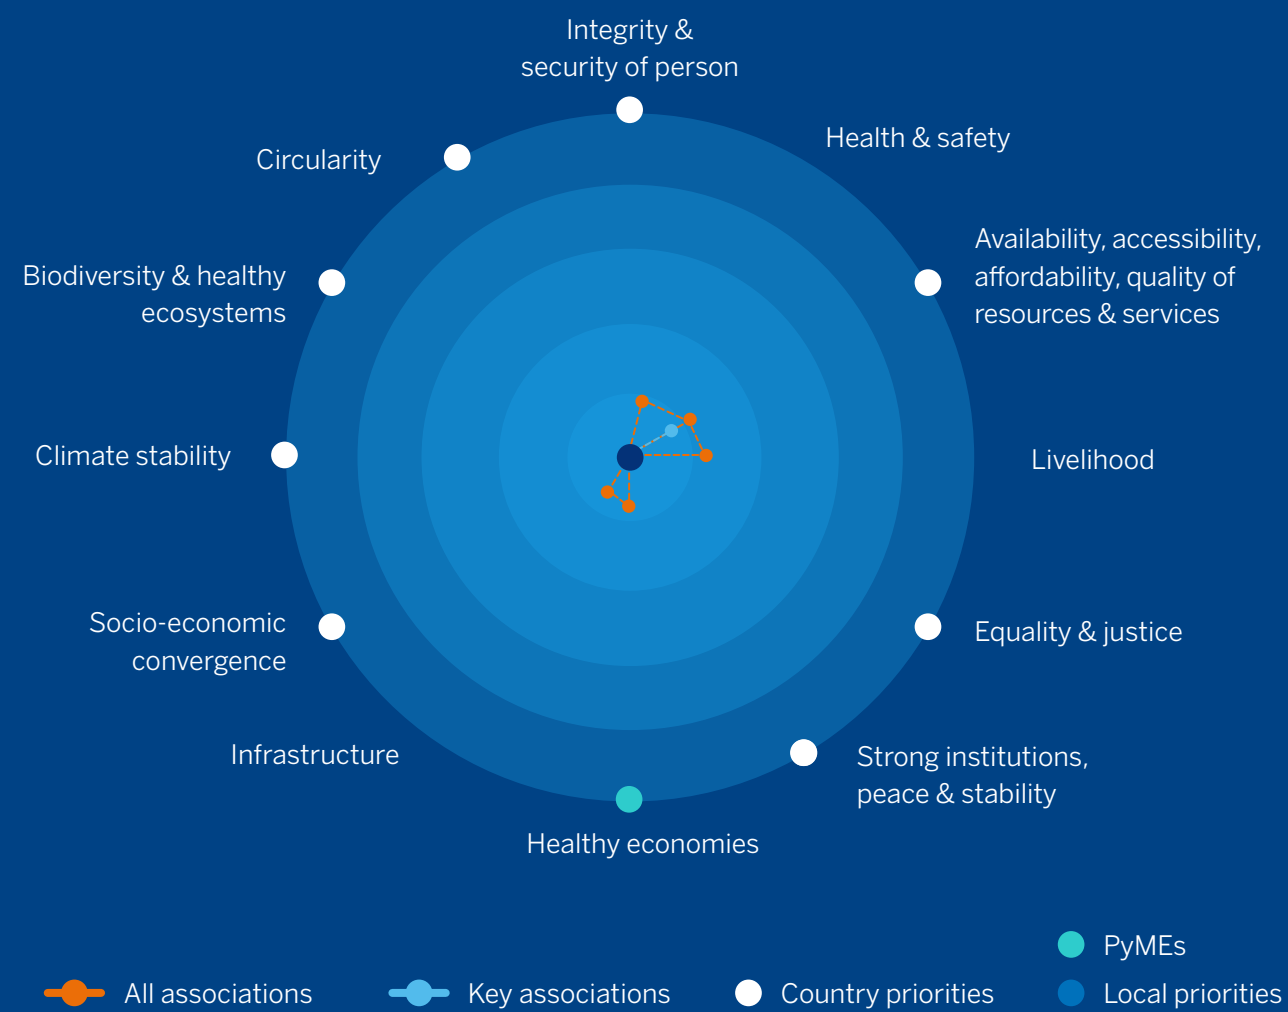 Integrity &
security of person
Health & safety
Circularity
Availability, accessibility,
affordability, quality of
resources & services
Biodiversity & healthy
ecosystems
Climate stability
Livelihood
Socio-economic
convergence
Equality & justice
Infrastructure
Strong institutions,
peace & stability
Healthy economies
PyMEs
All associations
Key associations
Country priorities
Local priorities